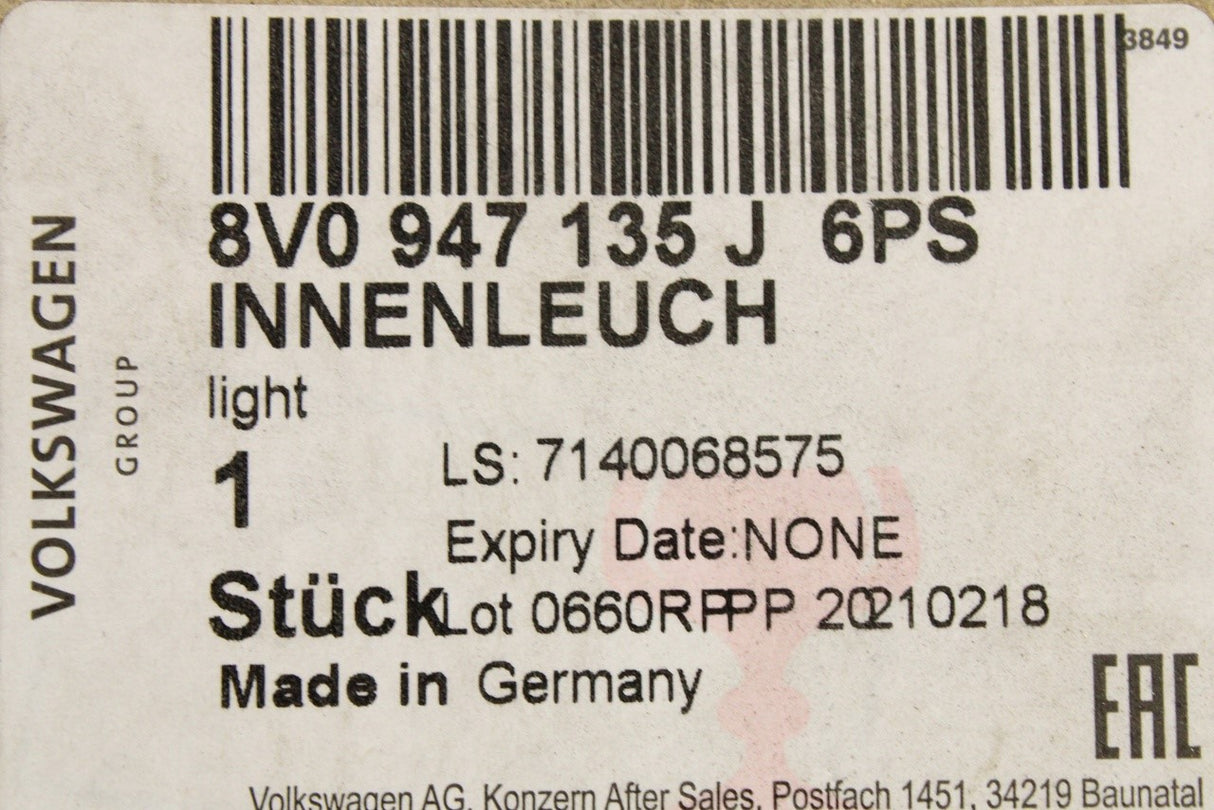 3849
8V0 947 135 J 6PS
INNENLEUCH
light
1
LS: 7140068575
Expiry Date:NONE
Stück
Lot 0660RPPP 20210218
Made in Germany
EAC
Volkswagen AG, Konzern After Sales, Postfach 1451, 34219 Baunatal
VOLKSWAGEN
GROUP